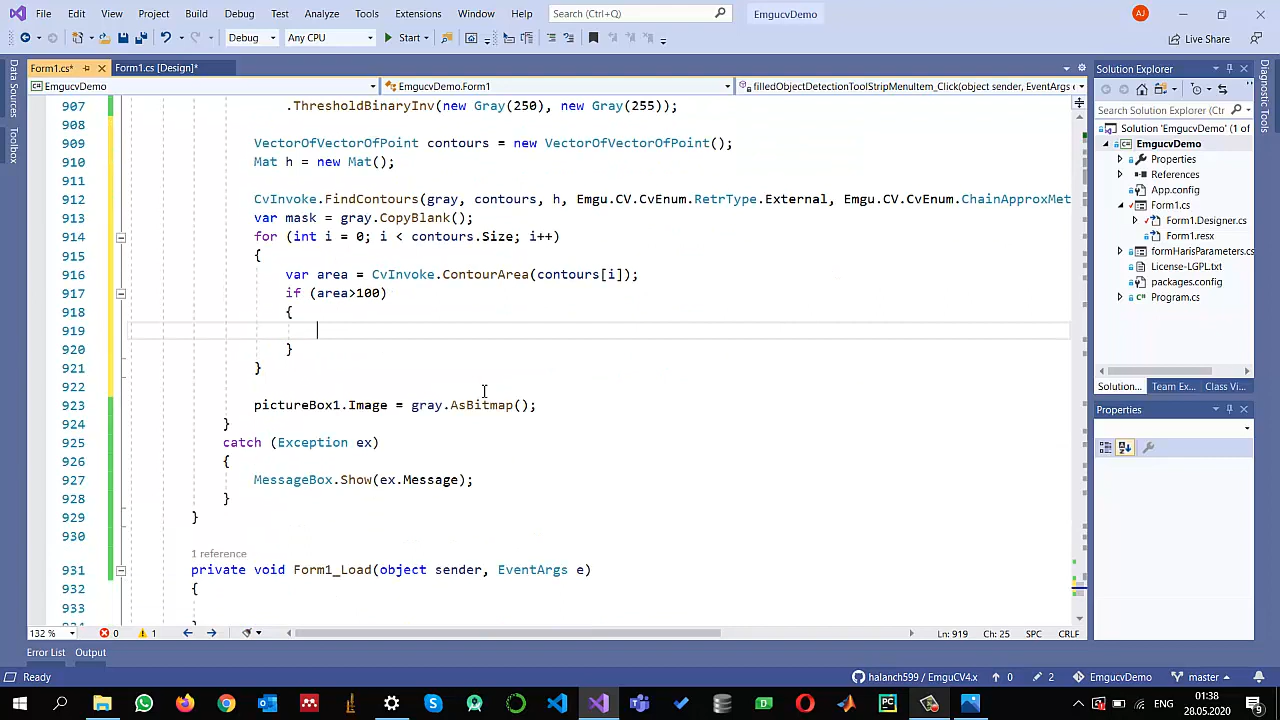 File Edit View Project Build Debug Test Analyze Tools Extensions Window Help Search (Ctrl+Q) EmgucvDemo AJ
Debug Any CPU Start Live Share
Form1.cs* Form1.cs [Design]*
EmgucvDemo EmgucvDemo.Form1 filledObjectDetectionToolStripMenuItem_Click(object sender, EventArgs e
907 .ThresholdBinaryInv(new Gray(250), new Gray(255));
908
909 VectorOfVectorOfPoint contours = new VectorOfVectorOfPoint();
910 Mat h = new Mat();
911
912 CvInvoke.FindContours(gray, contours, h, Emgu.CV.CvEnum.RetrType.External, Emgu.CV.CvEnum.ChainApproxMet
913 var mask = gray.CopyBlank();
914 for (int i = 0; i < contours.Size; i++)
915 {
916 var area = CvInvoke.ContourArea(contours[i]);
917 if (area>100)
918 {
919
920 }
921 }
922
923 pictureBox1.Image = gray.AsBitmap();
924 }
925 catch (Exception ex)
926 {
927 MessageBox.Show(ex.Message);
928 }
929 }
930
1 reference
931 private void Form1_Load(object sender, EventArgs e)
932 {
933
132 % 0 1 Ln: 919 Ch: 25 SPC CRLF
Error List Output
Ready halanch599 / EmguCV4.x 0 2 EmgucvDemo master
Data Sources
Toolbox
Solution Explorer
Search Solution Explorer (Ctrl+
Solution 'EmgucvDemo' (1 of
EmgucvDemo
Properties
References
App.config
Form1.cs
Form1.Designer.cs
Form1.resx
formHarisParameters.cs
License-LGPL.txt
packages.config
Program.cs
Solution... Team Ex... Class Vi...
Properties
Diagnostic Tools
ENG 01:38
28.05.2020